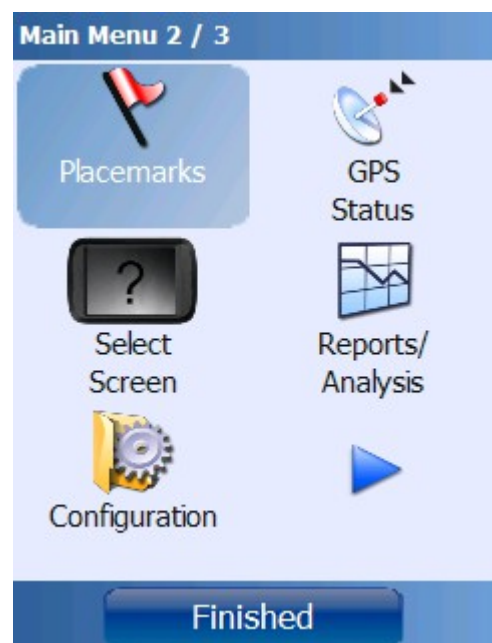 Main Menu 2 / 3
Placemarks
GPS
Status
?
Select
Screen
Reports/
Analysis
Configuration
Finished